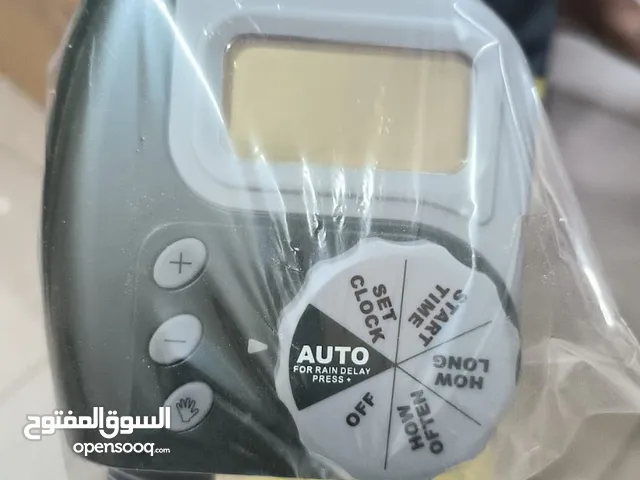 +
−
SET
CLOCK
START
TIME
HOW
LONG
HOW
OFTEN
OFF
AUTO
FOR RAIN DELAY
PRESS +
السوق المفتوح
opensooq.com